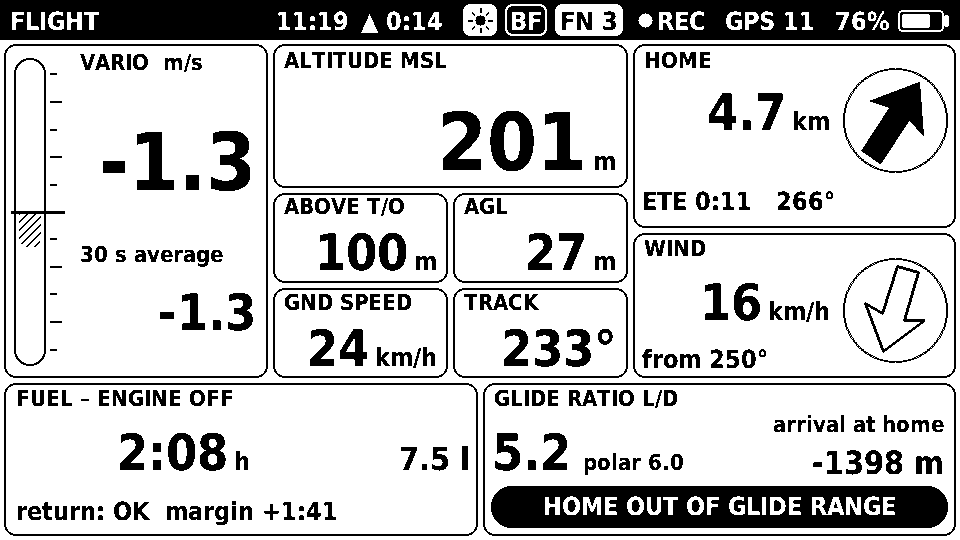 FLIGHT 11:19 ▲ 0:14 BF FN 3 REC GPS 11 76%
VARIO m/s
-1.3
30 s average
-1.3
ALTITUDE MSL
201 m
ABOVE T/O
100 m
AGL
27 m
GND SPEED
24 km/h
TRACK
233°
HOME
4.7 km
ETE 0:11 266°
WIND
16 km/h
from 250°
FUEL – ENGINE OFF
2:08 h 7.5 l
return: OK margin +1:41
GLIDE RATIO L/D
arrival at home
5.2 polar 6.0 -1398 m
HOME OUT OF GLIDE RANGE